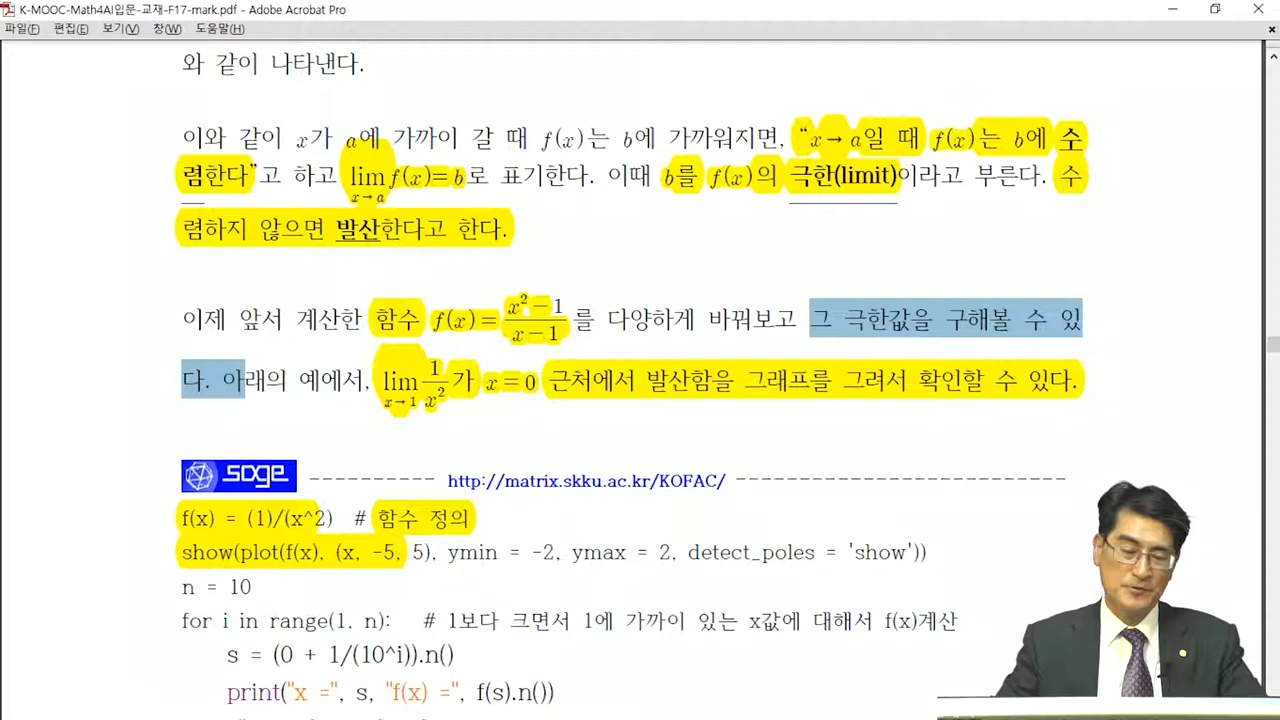 K-MOOC-Math4AI입문-교재-F17-mark.pdf - Adobe Acrobat Pro
파일(F) 편집(E) 보기(V) 창(W) 도움말(H)
와 같이 나타낸다.
이와 같이 x가 a에 가까이 갈 때 f(x)는 b에 가까워지면, “x→a일 때 f(x)는 b에 수
렴한다”고 하고 lim x→a f(x)=b로 표기한다. 이때 b를 f(x)의 극한(limit)이라고 부른다. 수
렴하지 않으면 발산한다고 한다.
이제 앞서 계산한 함수 f(x)=(x²−1)/(x−1)를 다양하게 바꿔보고 그 극한값을 구해볼 수 있
다. 아래의 예에서, lim x→1 1/x²가 x=0 근처에서 발산함을 그래프를 그려서 확인할 수 있다.
sage ---------- http://matrix.skku.ac.kr/KOFAC/ --------------------------
f(x) = (1)/(x^2) # 함수 정의
show(plot(f(x), (x, -5, 5), ymin = -2, ymax = 2, detect_poles = 'show'))
n = 10
for i in range(1, n): # 1보다 크면서 1에 가까이 있는 x값에 대해서 f(x)계산
s = (0 + 1/(10^i)).n()
print("x =", s, "f(x) =", f(s).n())